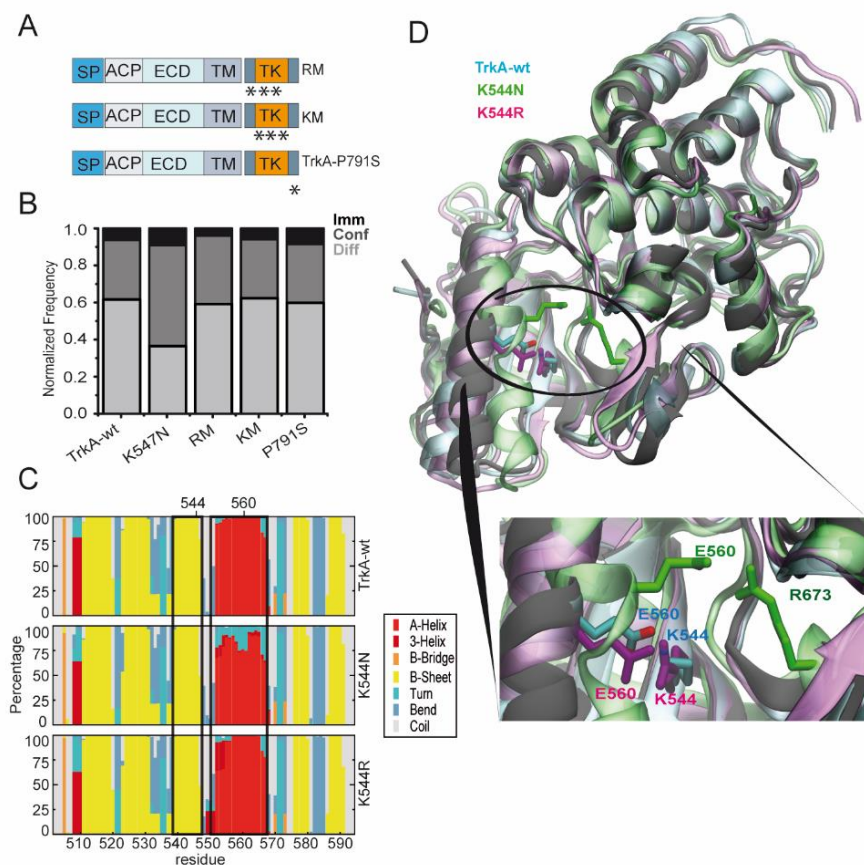 A
SP ACP ECD TM TK RM
***
SP ACP ECD TM TK KM
***
SP ACP ECD TM TK TrkA-P791S
*
B
Imm
Conf
Diff
Normalized Frequency
1.0
0.8
0.6
0.4
0.2
0.0
TrkA-wt K547N RM KM P791S
C
544 560
Percentage
100
75
50
25
0
TrkA-wt
100
75
50
25
0
K544N
100
75
50
25
0
K544R
510 520 530 540 550 560 570 580 590
residue
A-Helix
3-Helix
B-Bridge
B-Sheet
Turn
Bend
Coil
D
TrkA-wt
K544N
K544R
E560
R673
E560
K544
E560
K544